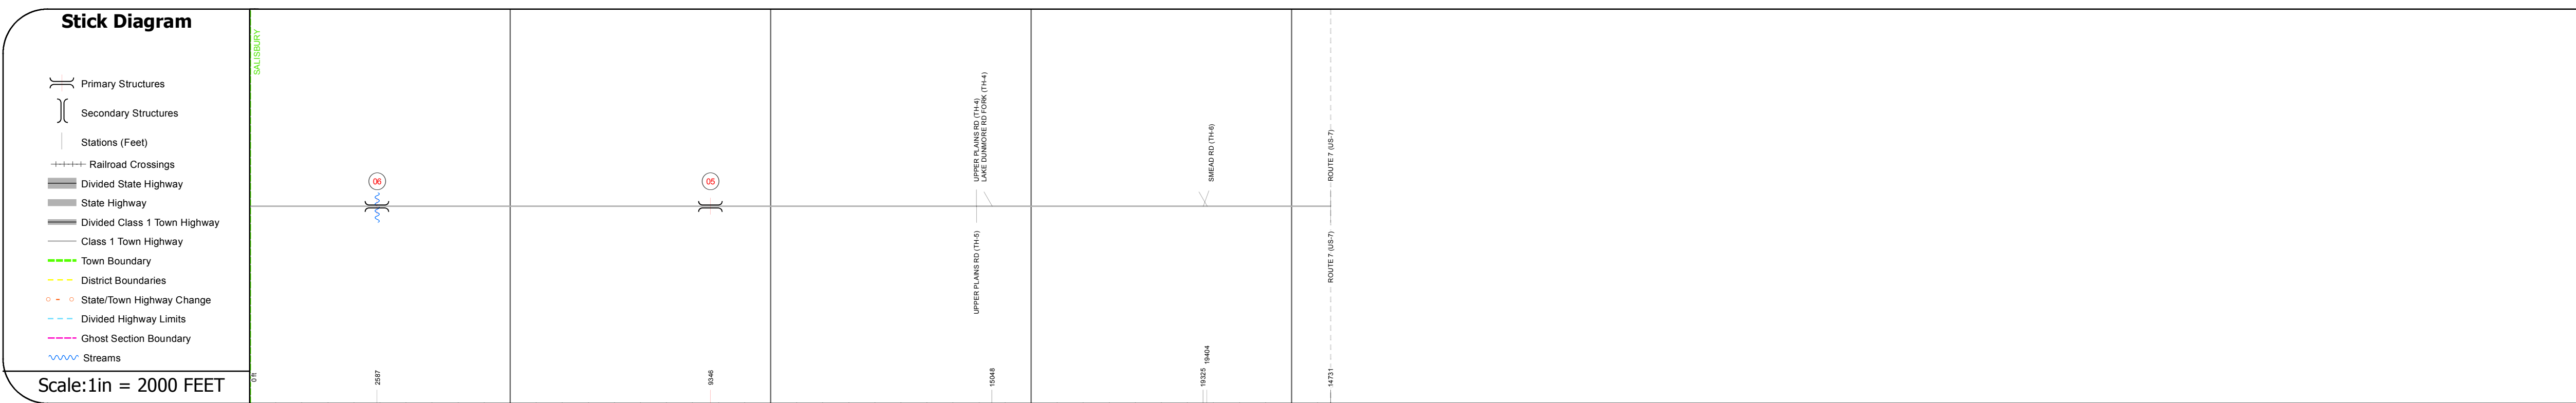 Stick Diagram
Primary Structures
Secondary Structures
Stations (Feet)
Railroad Crossings
Divided State Highway
State Highway
Divided Class 1 Town Highway
Class 1 Town Highway
Town Boundary
District Boundaries
State/Town Highway Change
Divided Highway Limits
Ghost Section Boundary
Streams
Scale:1in = 2000 FEET
SALISBURY
0 ft
06
2587
05
9346
UPPER PLAINS RD (TH-4)
LAKE DUNMORE RD FORK (TH-4)
UPPER PLAINS RD (TH-5)
15048
SMEAD RD (TH-6)
19325
19404
ROUTE 7 (US-7)
ROUTE 7 (US-7)
14731